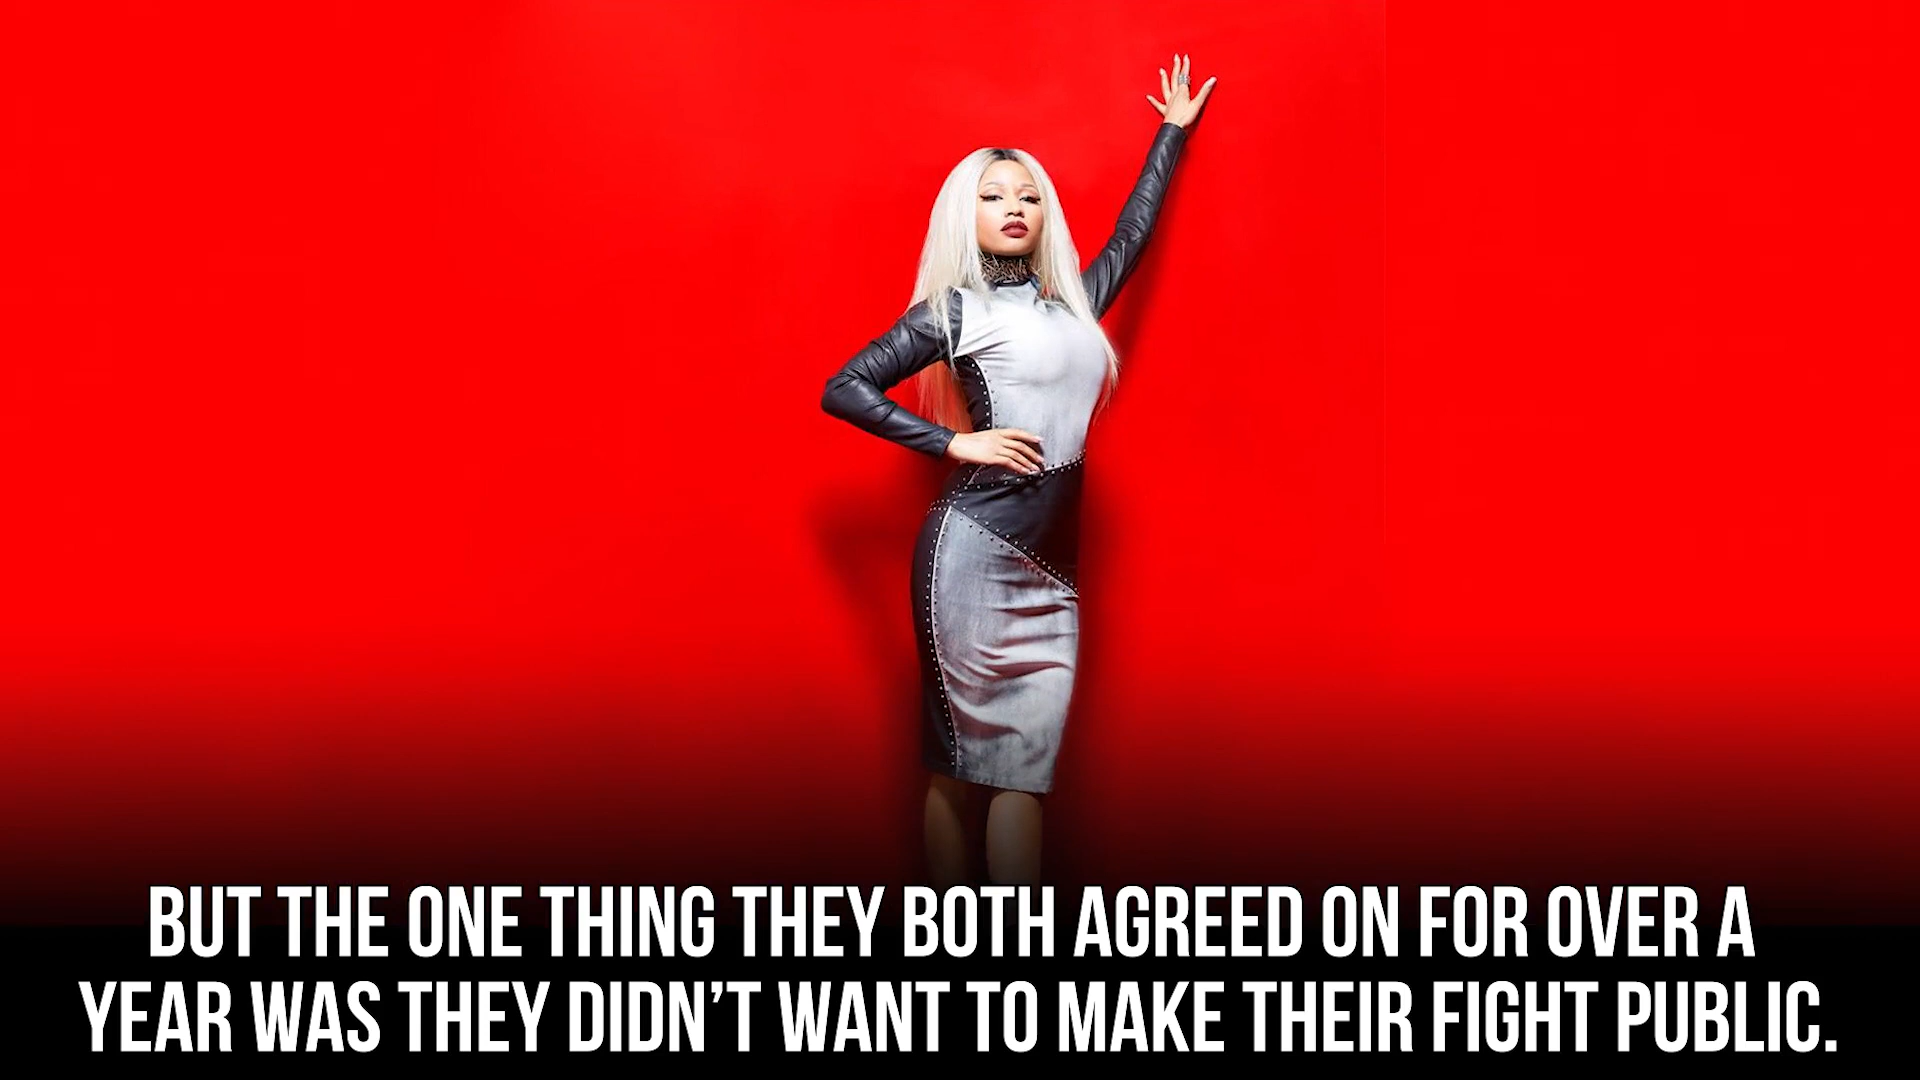 BUT THE ONE THING THEY BOTH AGREED ON FOR OVER A
YEAR WAS THEY DIDN’T WANT TO MAKE THEIR FIGHT PUBLIC.